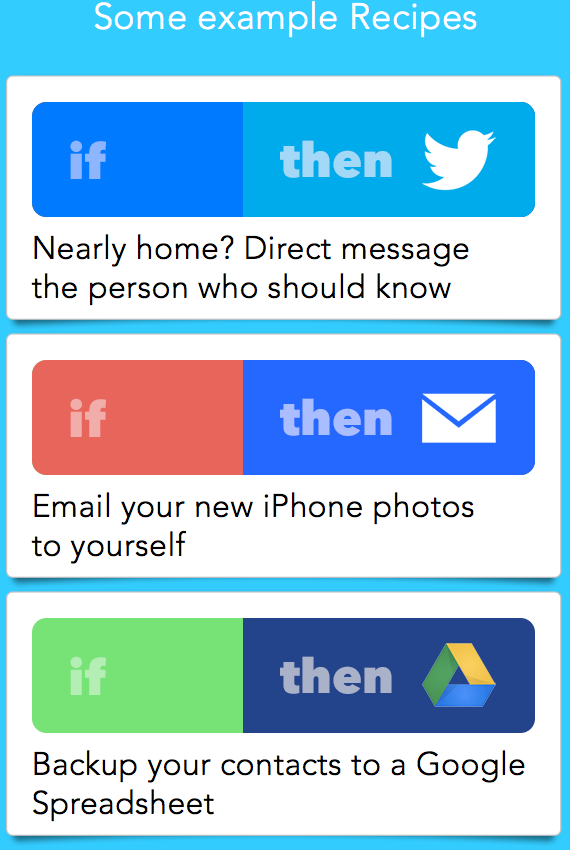 Some example Recipes
if then
Nearly home? Direct message
the person who should know
if then
Email your new iPhone photos
to yourself
if then
Backup your contacts to a Google
Spreadsheet